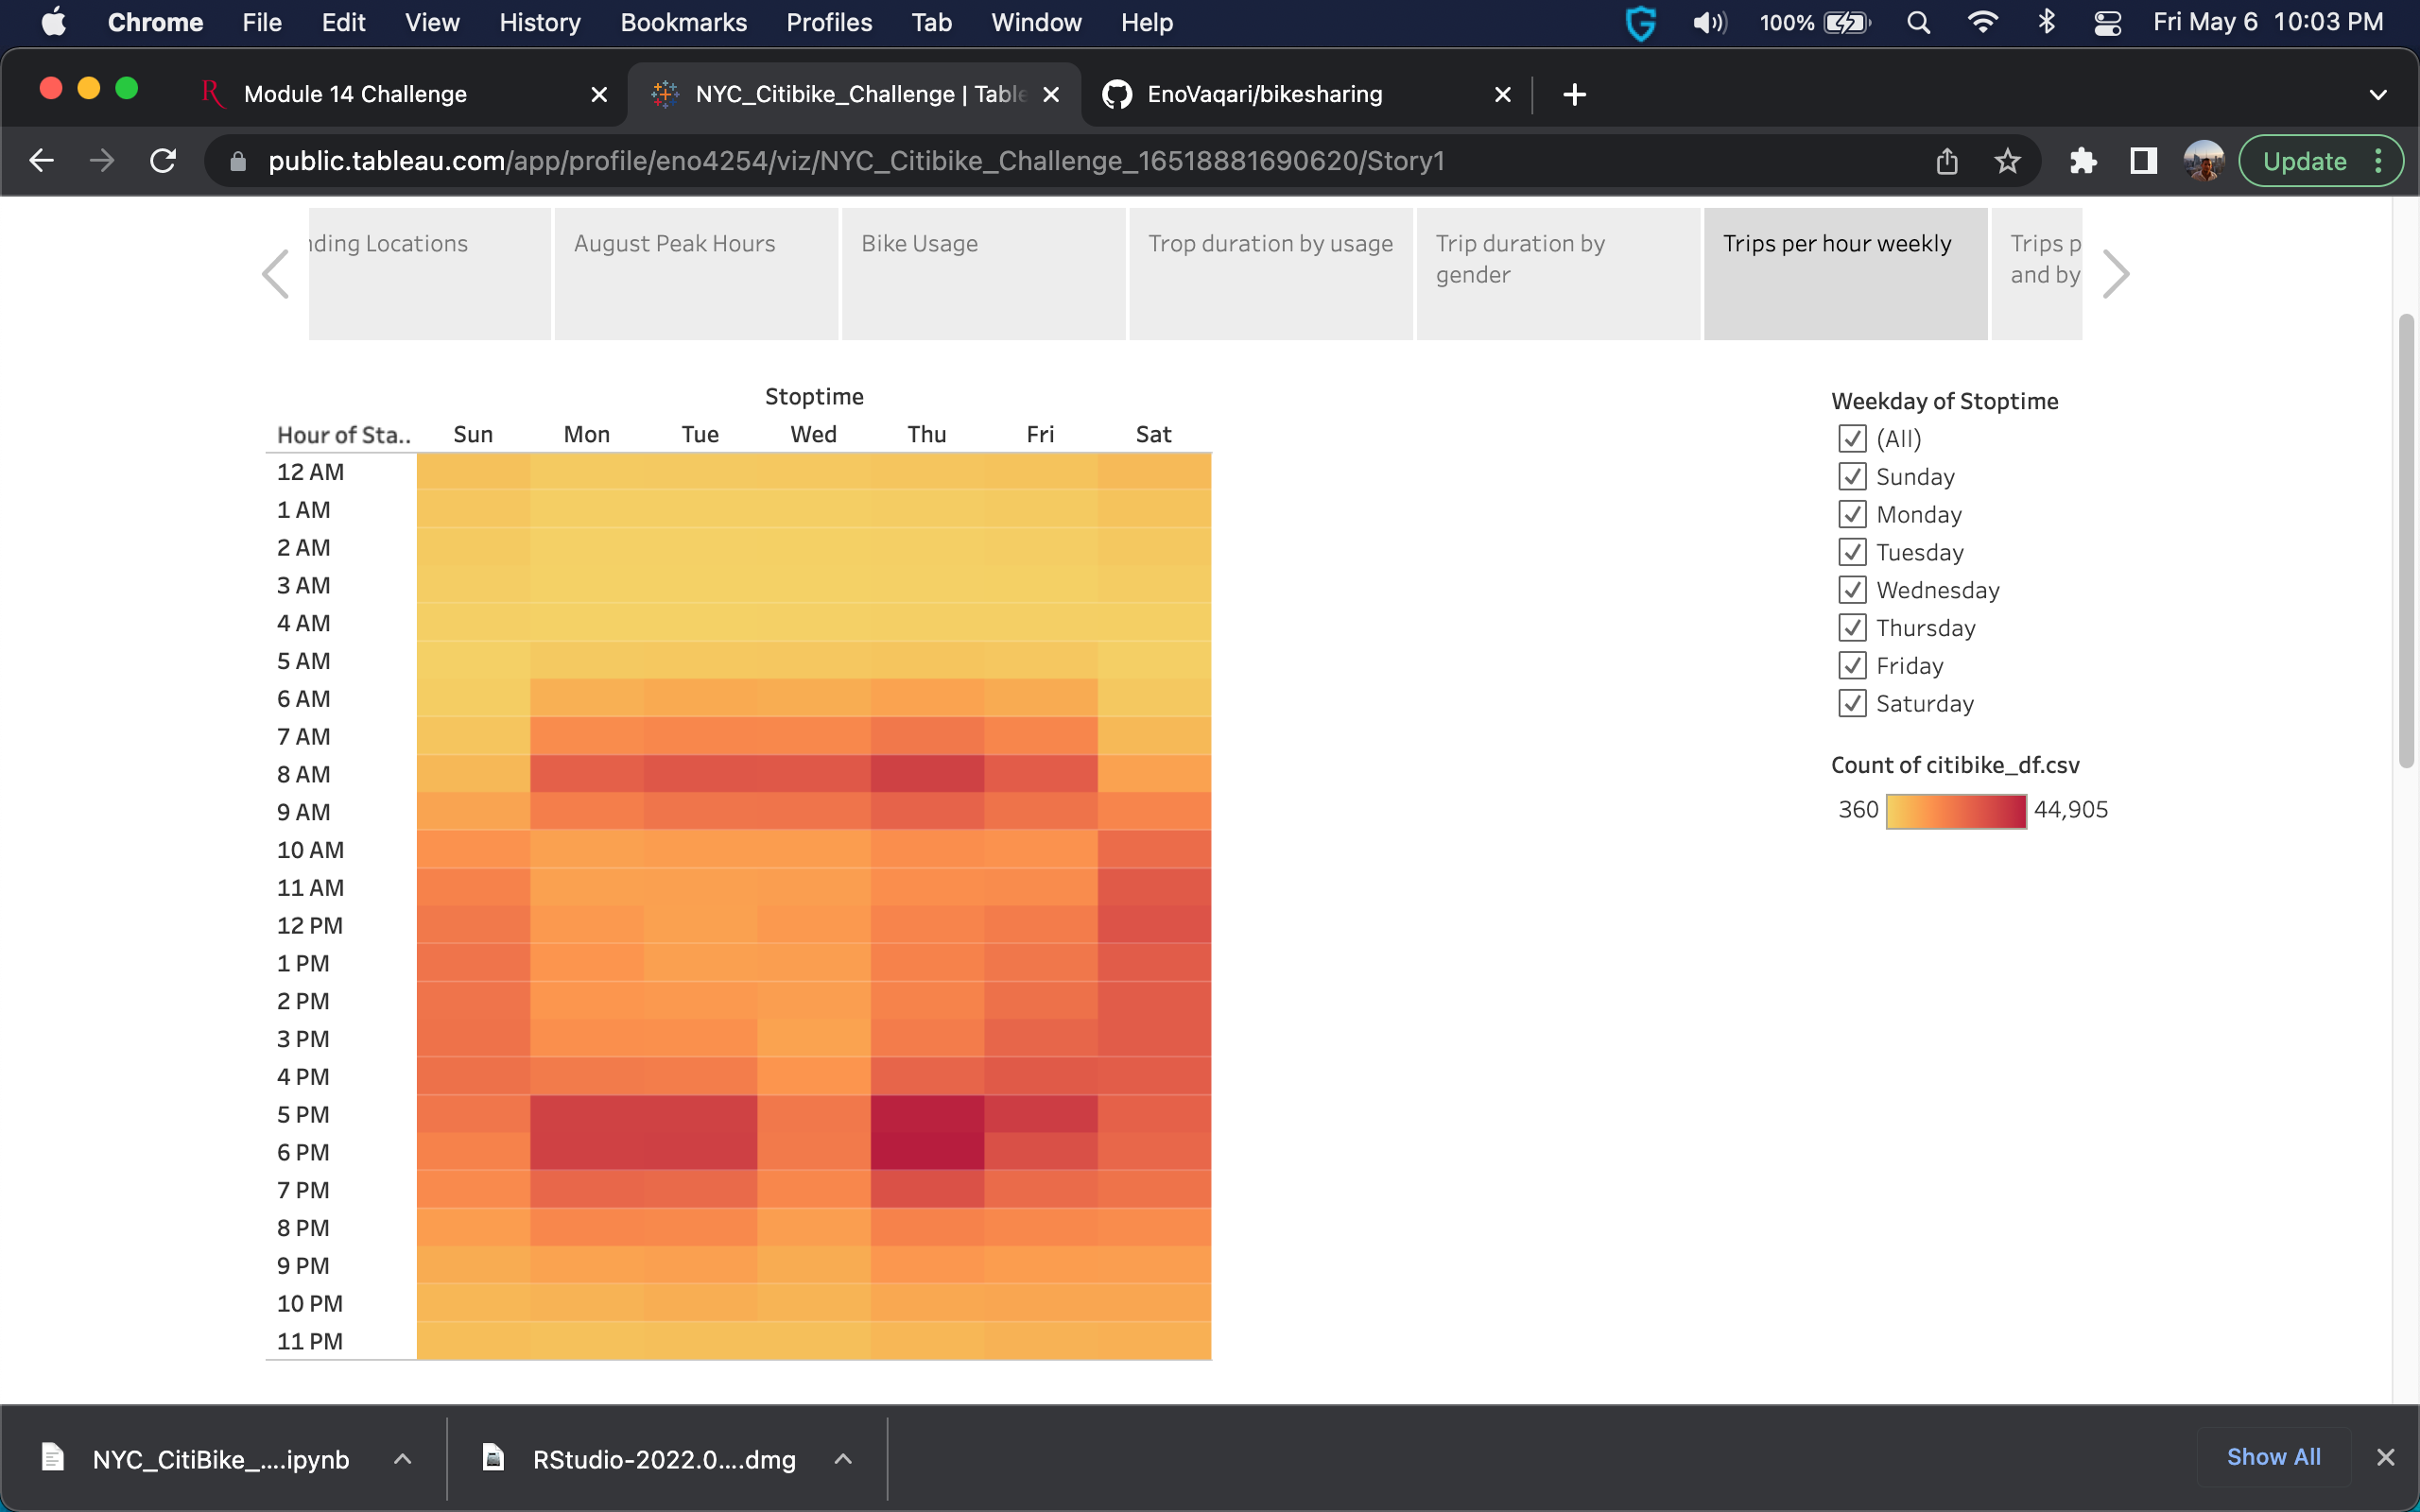 Chrome File Edit View History Bookmarks Profiles Tab Window Help 100% Fri May 6 10:03 PM
Module 14 Challenge NYC_Citibike_Challenge | Table EnoVaqari/bikesharing
public.tableau.com/app/profile/eno4254/viz/NYC_Citibike_Challenge_16518881690620/Story1 Update
nding Locations August Peak Hours Bike Usage Trop duration by usage Trip duration by Trips per hour weekly Trips p
gender and by
Stoptime
Hour of Sta.. Sun Mon Tue Wed Thu Fri Sat
12 AM
1 AM
2 AM
3 AM
4 AM
5 AM
6 AM
7 AM
8 AM
9 AM
10 AM
11 AM
12 PM
1 PM
2 PM
3 PM
4 PM
5 PM
6 PM
7 PM
8 PM
9 PM
10 PM
11 PM
Weekday of Stoptime
(All)
Sunday
Monday
Tuesday
Wednesday
Thursday
Friday
Saturday
Count of citibike_df.csv
360 44,905
NYC_CitiBike_....ipynb RStudio-2022.0....dmg Show All